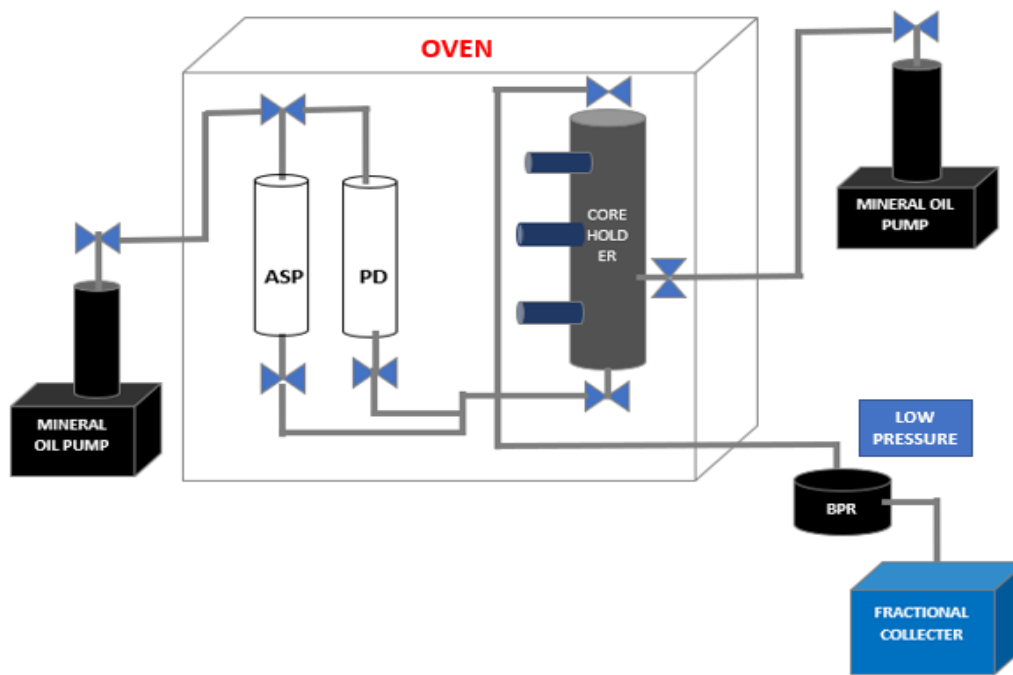 OVEN
MINERAL OIL
PUMP
CORE
HOLD
ER
ASP
PD
MINERAL
OIL PUMP
LOW
PRESSURE
BPR
FRACTIONAL
COLLECTER